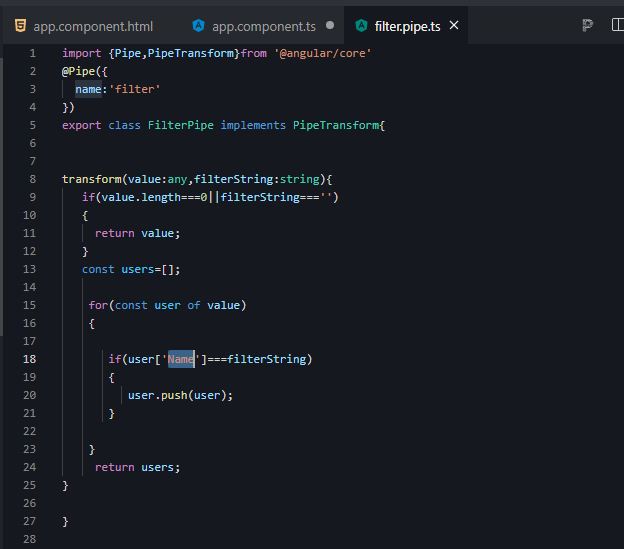 app.component.html app.component.ts filter.pipe.ts
1 import {Pipe,PipeTransform}from '@angular/core'
2 @Pipe({
3 name:'filter'
4 })
5 export class FilterPipe implements PipeTransform{
6
7
8 transform(value:any,filterString:string){
9 if(value.length===0||filterString==='')
10 {
11 return value;
12 }
13 const users=[];
14
15 for(const user of value)
16 {
17
18 if(user['Name']===filterString)
19 {
20 user.push(user);
21 }
22
23 }
24 return users;
25 }
26
27 }
28